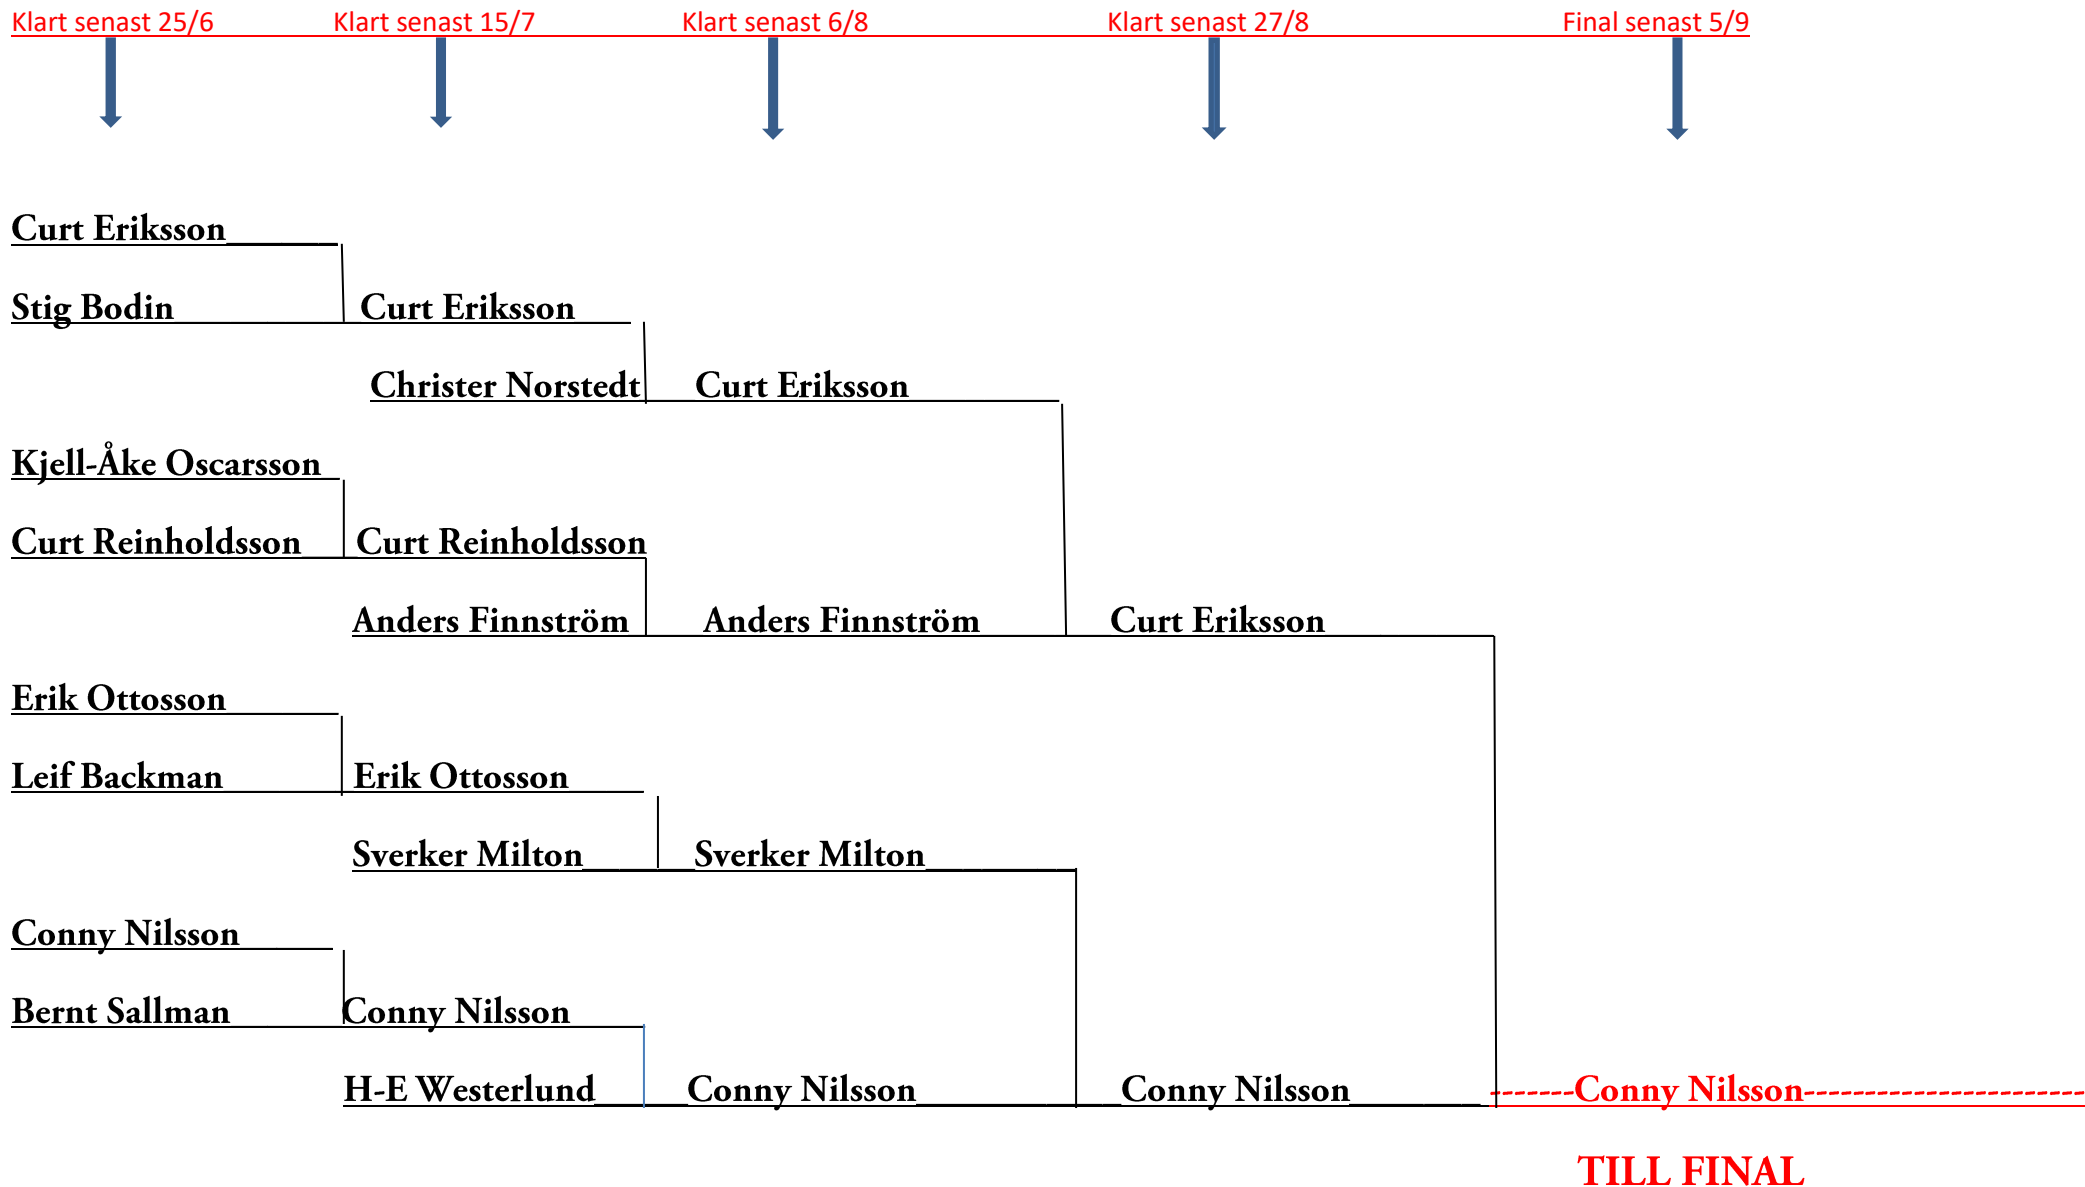 Klart senast 25/6 Klart senast 15/7 Klart senast 6/8 Klart senast 27/8 Final senast 5/9
Curt Eriksson
Stig Bodin Curt Eriksson
Christer Norstedt Curt Eriksson
Kjell-Åke Oscarsson
Curt Reinholdsson Curt Reinholdsson
Anders Finnström Anders Finnström Curt Eriksson
Erik Ottosson
Leif Backman Erik Ottosson
Sverker Milton Sverker Milton
Conny Nilsson
Bernt Sallman Conny Nilsson
H-E Westerlund Conny Nilsson Conny Nilsson Conny Nilsson
TILL FINAL